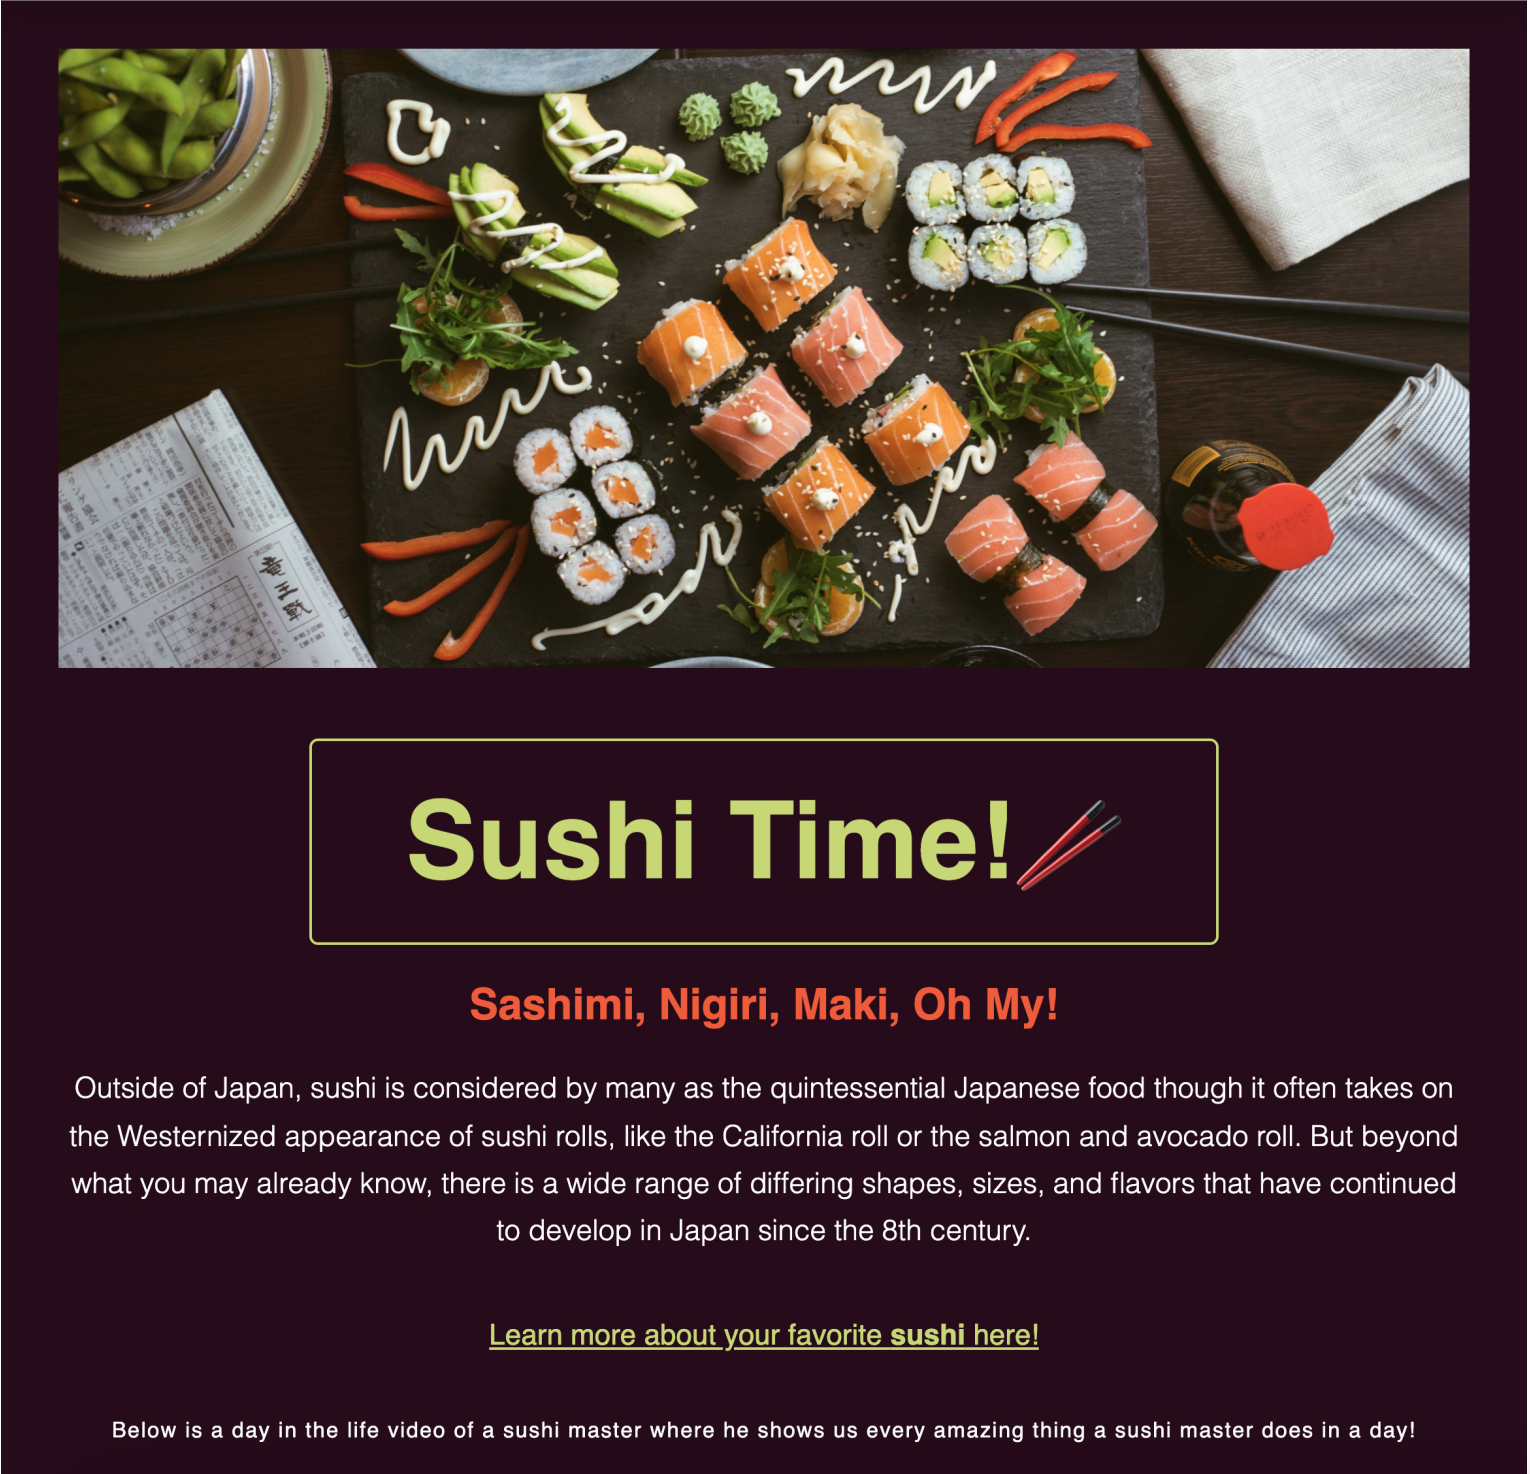 竜王戦
Sushi Time!🥢
Sashimi, Nigiri, Maki, Oh My!
Outside of Japan, sushi is considered by many as the quintessential Japanese food though it often takes on
the Westernized appearance of sushi rolls, like the California roll or the salmon and avocado roll. But beyond
what you may already know, there is a wide range of differing shapes, sizes, and flavors that have continued
to develop in Japan since the 8th century.
Learn more about your favorite sushi here!
Below is a day in the life video of a sushi master where he shows us every amazing thing a sushi master does in a day!